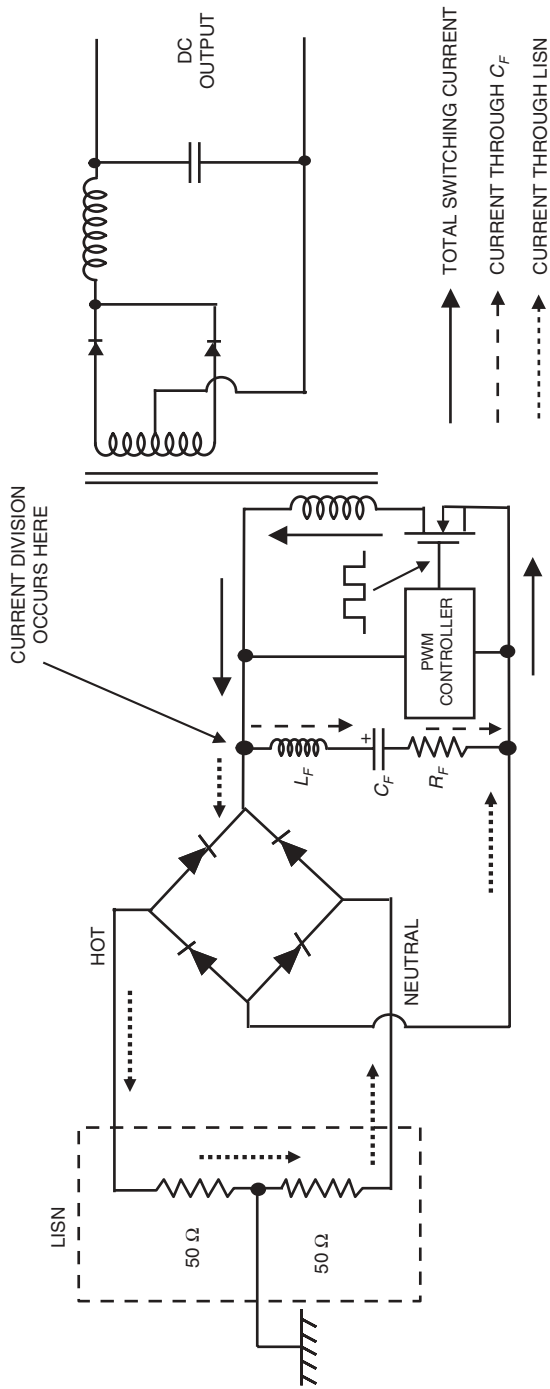 CURRENT DIVISION
OCCURS HERE
LISN
HOT
50 Ω
50 Ω
NEUTRAL
L_F
+
C_F
R_F
PWM
CONTROLLER
DC
OUTPUT
TOTAL SWITCHING CURRENT
CURRENT THROUGH C_F
CURRENT THROUGH LISN